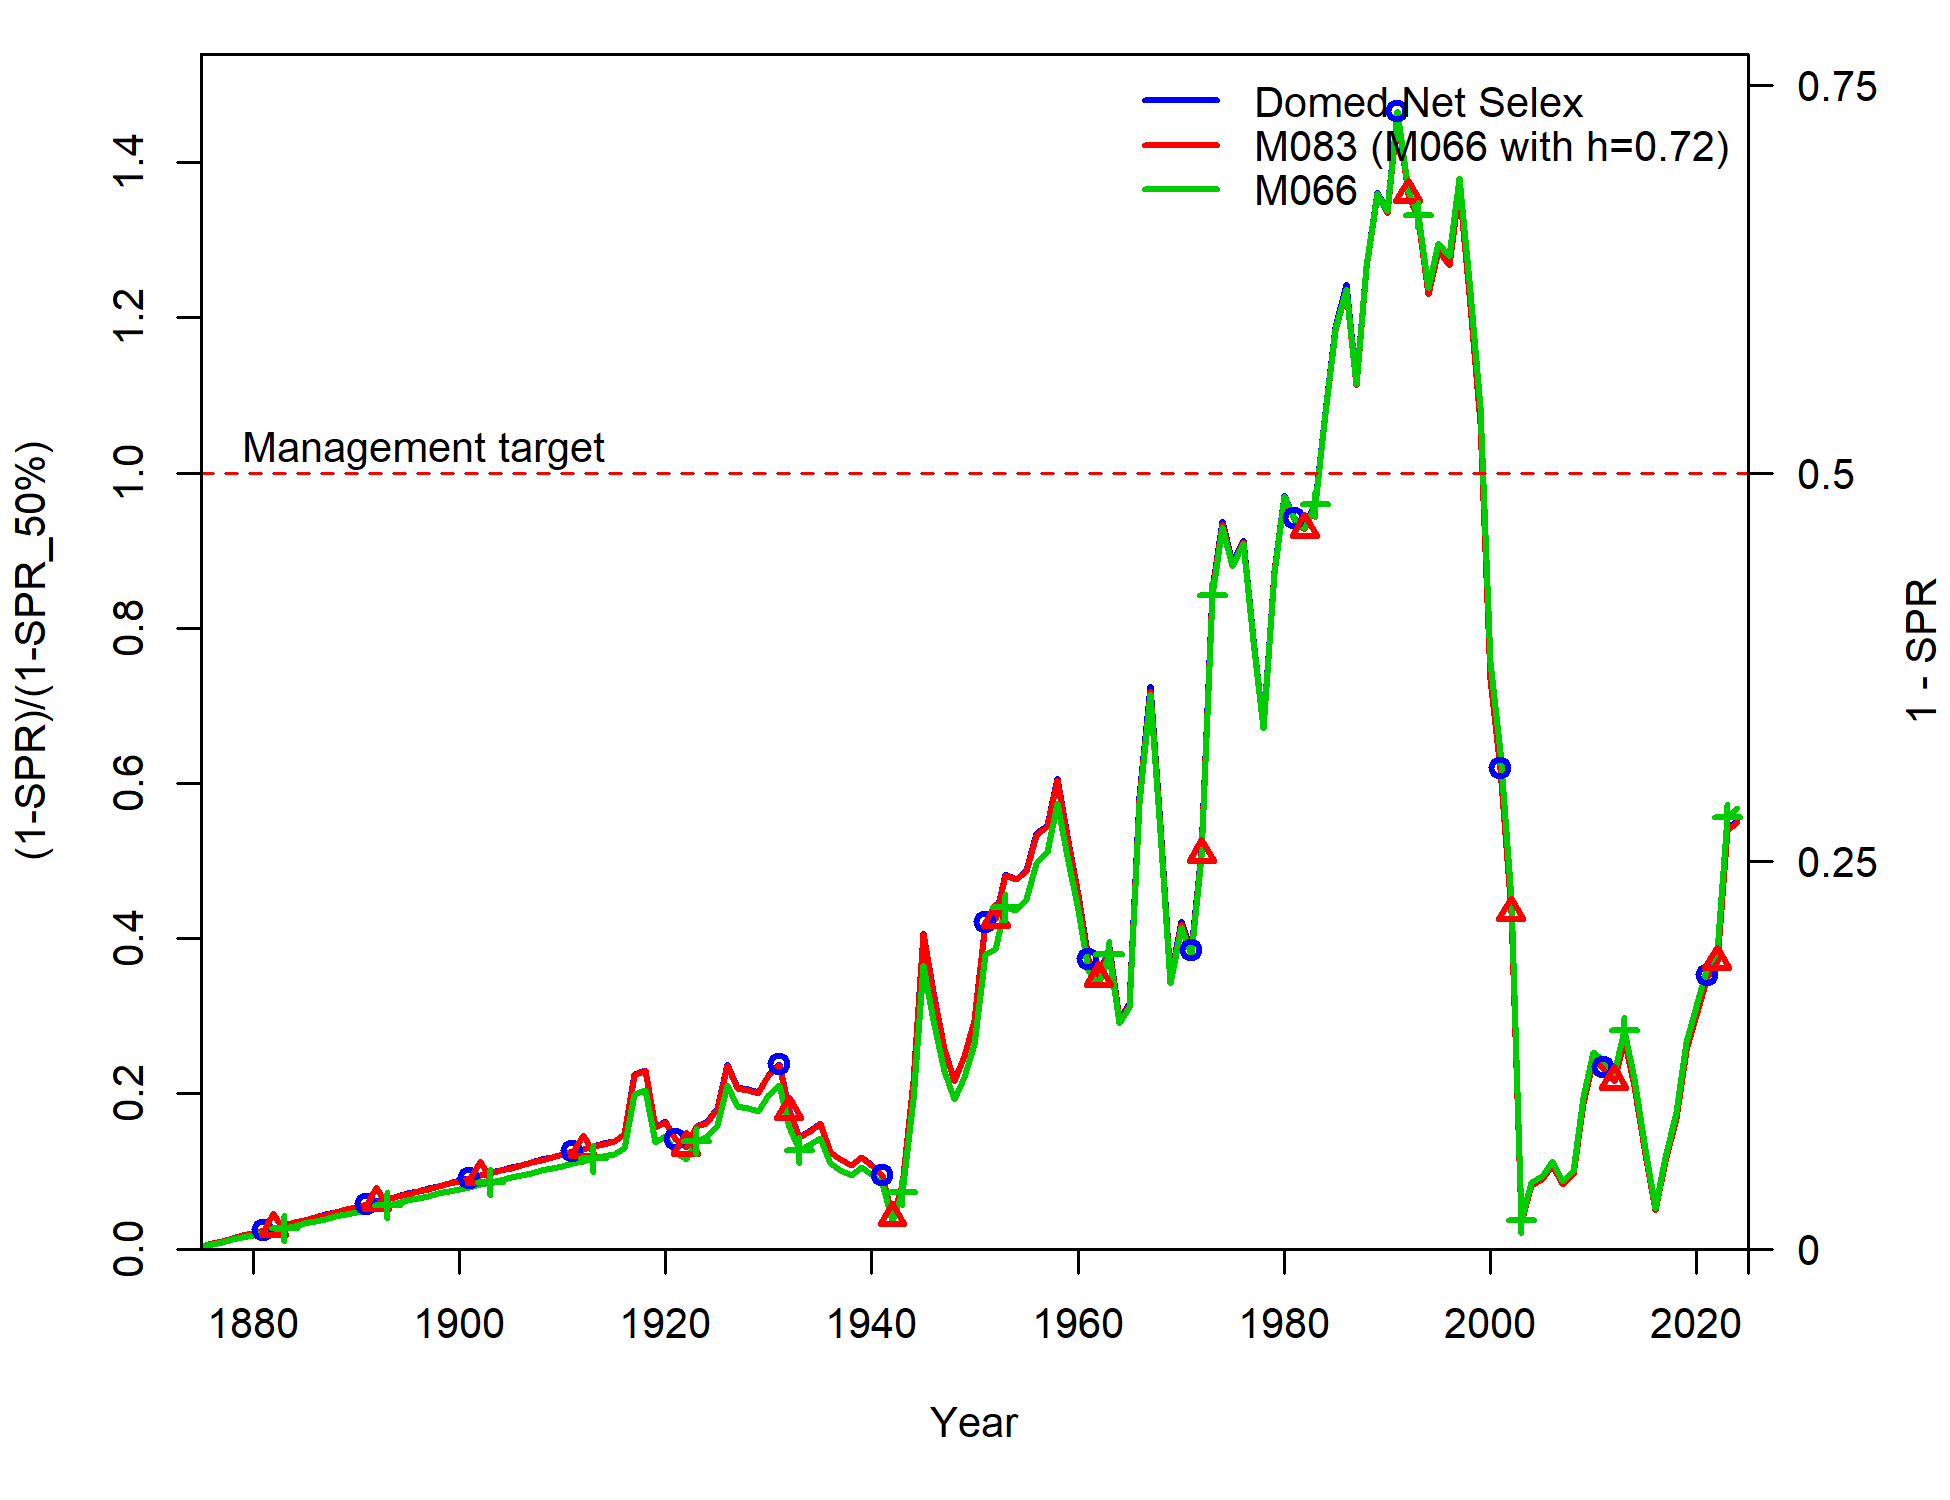 Domed Net Selex
M083 (M066 with h=0.72)
M066
Management target
(1-SPR)/(1-SPR_50%)
0.0
0.2
0.4
0.6
0.8
1.0
1.2
1.4
1 - SPR
0.75
0.5
0.25
0
1880
1900
1920
1940
1960
1980
2000
2020
Year